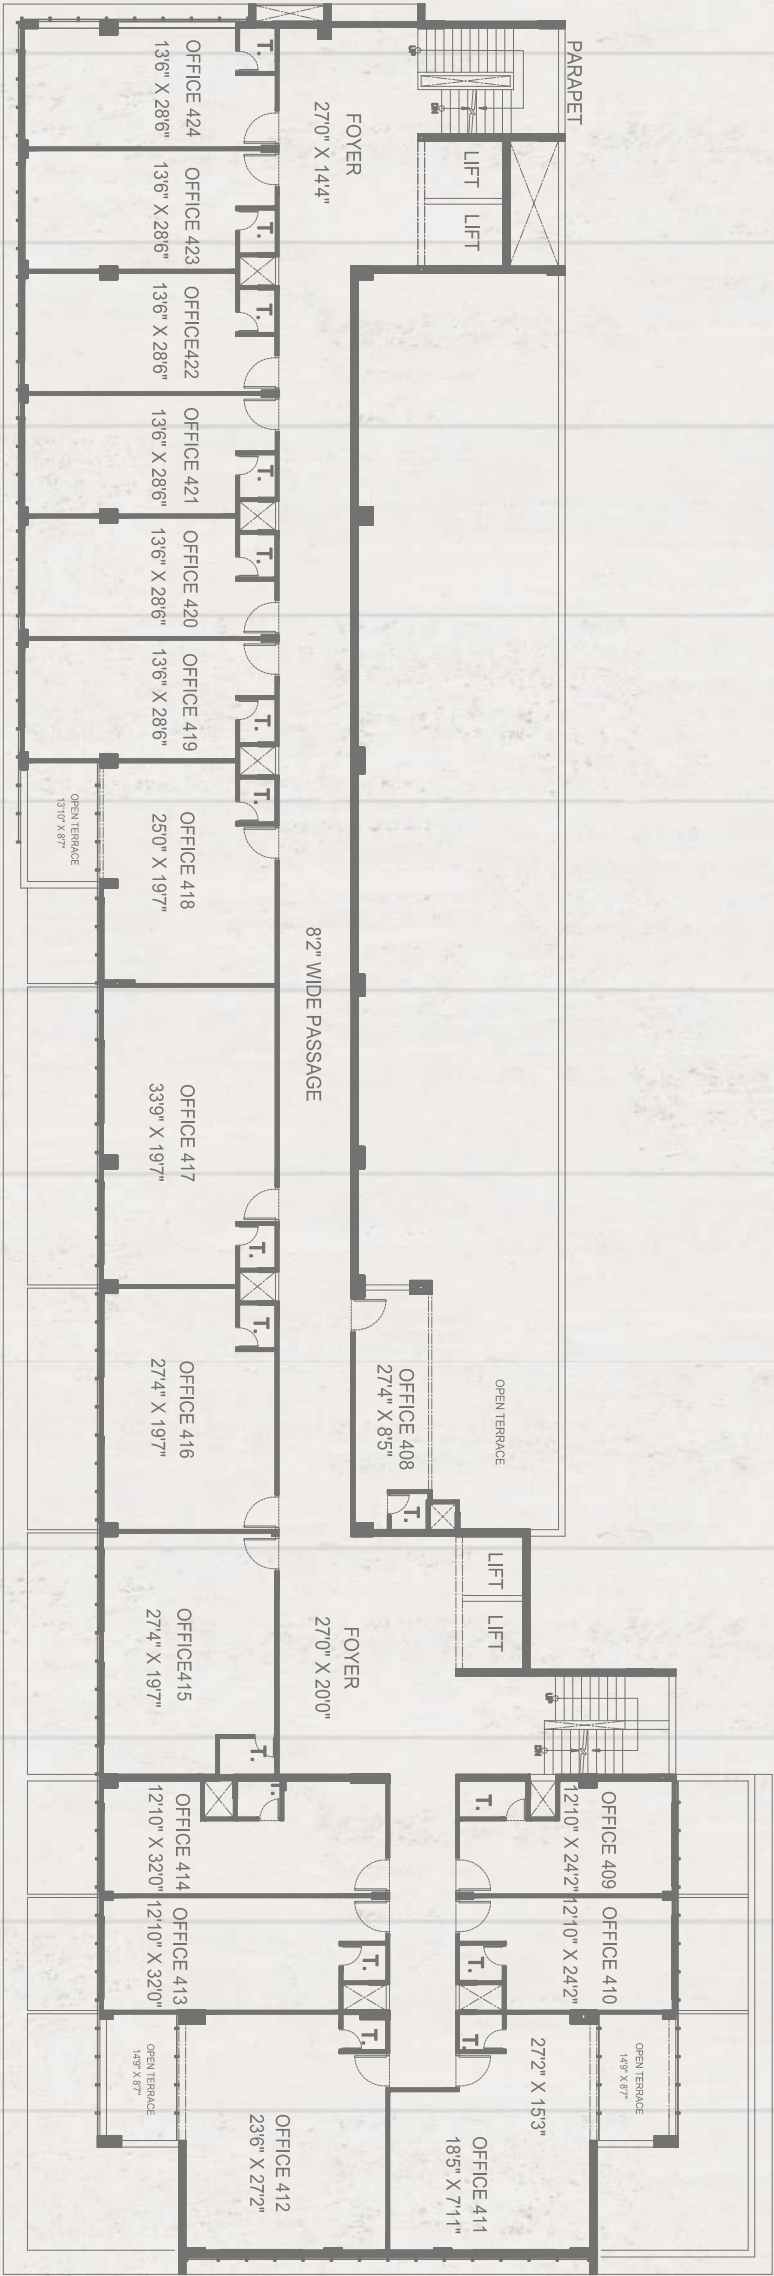 PARAPET
UP
DN
LIFT
LIFT
FOYER
27'0" X 14'4"
T.
OFFICE 424
13'6" X 28'6"
OFFICE 423
13'6" X 28'6"
T.
T.
OFFICE422
13'6" X 28'6"
OFFICE 421
13'6" X 28'6"
T.
T.
OFFICE 420
13'6" X 28'6"
OFFICE 419
13'6" X 28'6"
T.
T.
OPEN TERRACE
13'10" X 8'7"
OFFICE 418
25'0" X 19'7"
8'2" WIDE PASSAGE
OFFICE 417
33'9" X 19'7"
T.
T.
OFFICE 416
27'4" X 19'7"
OFFICE 408
27'4" X 8'5"
OPEN TERRACE
T.
LIFT
LIFT
FOYER
27'0" X 20'0"
OFFICE415
27'4" X 19'7"
T.
UP
DN
T.
OFFICE 414
12'10" X 32'0"
T.
OFFICE 409
12'10" X 24'2"
OFFICE 413
12'10" X 32'0"
T.
OFFICE 410
12'10" X 24'2"
T.
T.
T.
OPEN TERRACE
14'9" X 8'7"
OPEN TERRACE
14'9" X 8'7"
27'2" X 15'3"
OFFICE 411
18'5" X 7'11"
OFFICE 412
23'6" X 27'2"